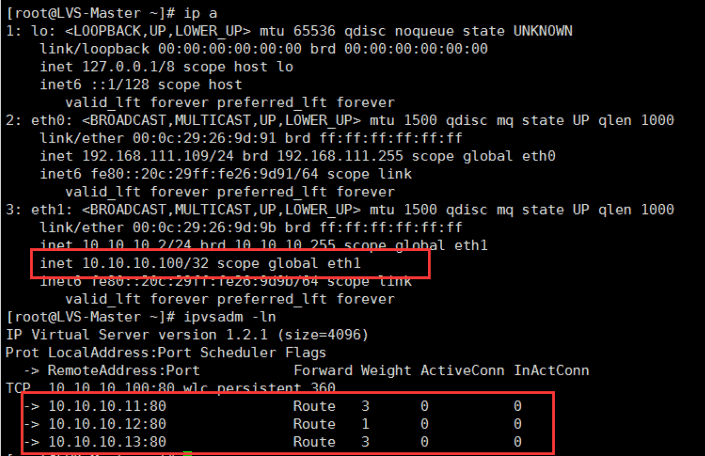 [root@LVS-Master ~]# ip a
1: lo: <LOOPBACK,UP,LOWER_UP> mtu 65536 qdisc noqueue state UNKNOWN
    link/loopback 00:00:00:00:00:00 brd 00:00:00:00:00:00
    inet 127.0.0.1/8 scope host lo
    inet6 ::1/128 scope host
       valid_lft forever preferred_lft forever
2: eth0: <BROADCAST,MULTICAST,UP,LOWER_UP> mtu 1500 qdisc mq state UP qlen 1000
    link/ether 00:0c:29:26:9d:91 brd ff:ff:ff:ff:ff:ff
    inet 192.168.111.109/24 brd 192.168.111.255 scope global eth0
    inet6 fe80::20c:29ff:fe26:9d91/64 scope link
       valid_lft forever preferred_lft forever
3: eth1: <BROADCAST,MULTICAST,UP,LOWER_UP> mtu 1500 qdisc mq state UP qlen 1000
    link/ether 00:0c:29:26:9d:9b brd ff:ff:ff:ff:ff:ff
    inet 10.10.10.2/24 brd 10.10.10.255 scope global eth1
    inet 10.10.10.100/32 scope global eth1
    inet6 fe80::20c:29ff:fe26:9d9b/64 scope link
       valid_lft forever preferred_lft forever
[root@LVS-Master ~]# ipvsadm -ln
IP Virtual Server version 1.2.1 (size=4096)
Prot LocalAddress:Port Scheduler Flags
  -> RemoteAddress:Port           Forward Weight ActiveConn InActConn
TCP  10.10.10.100:80 wlc persistent 360
  -> 10.10.10.11:80               Route   3      0          0
  -> 10.10.10.12:80               Route   1      0          0
  -> 10.10.10.13:80               Route   3      0          0